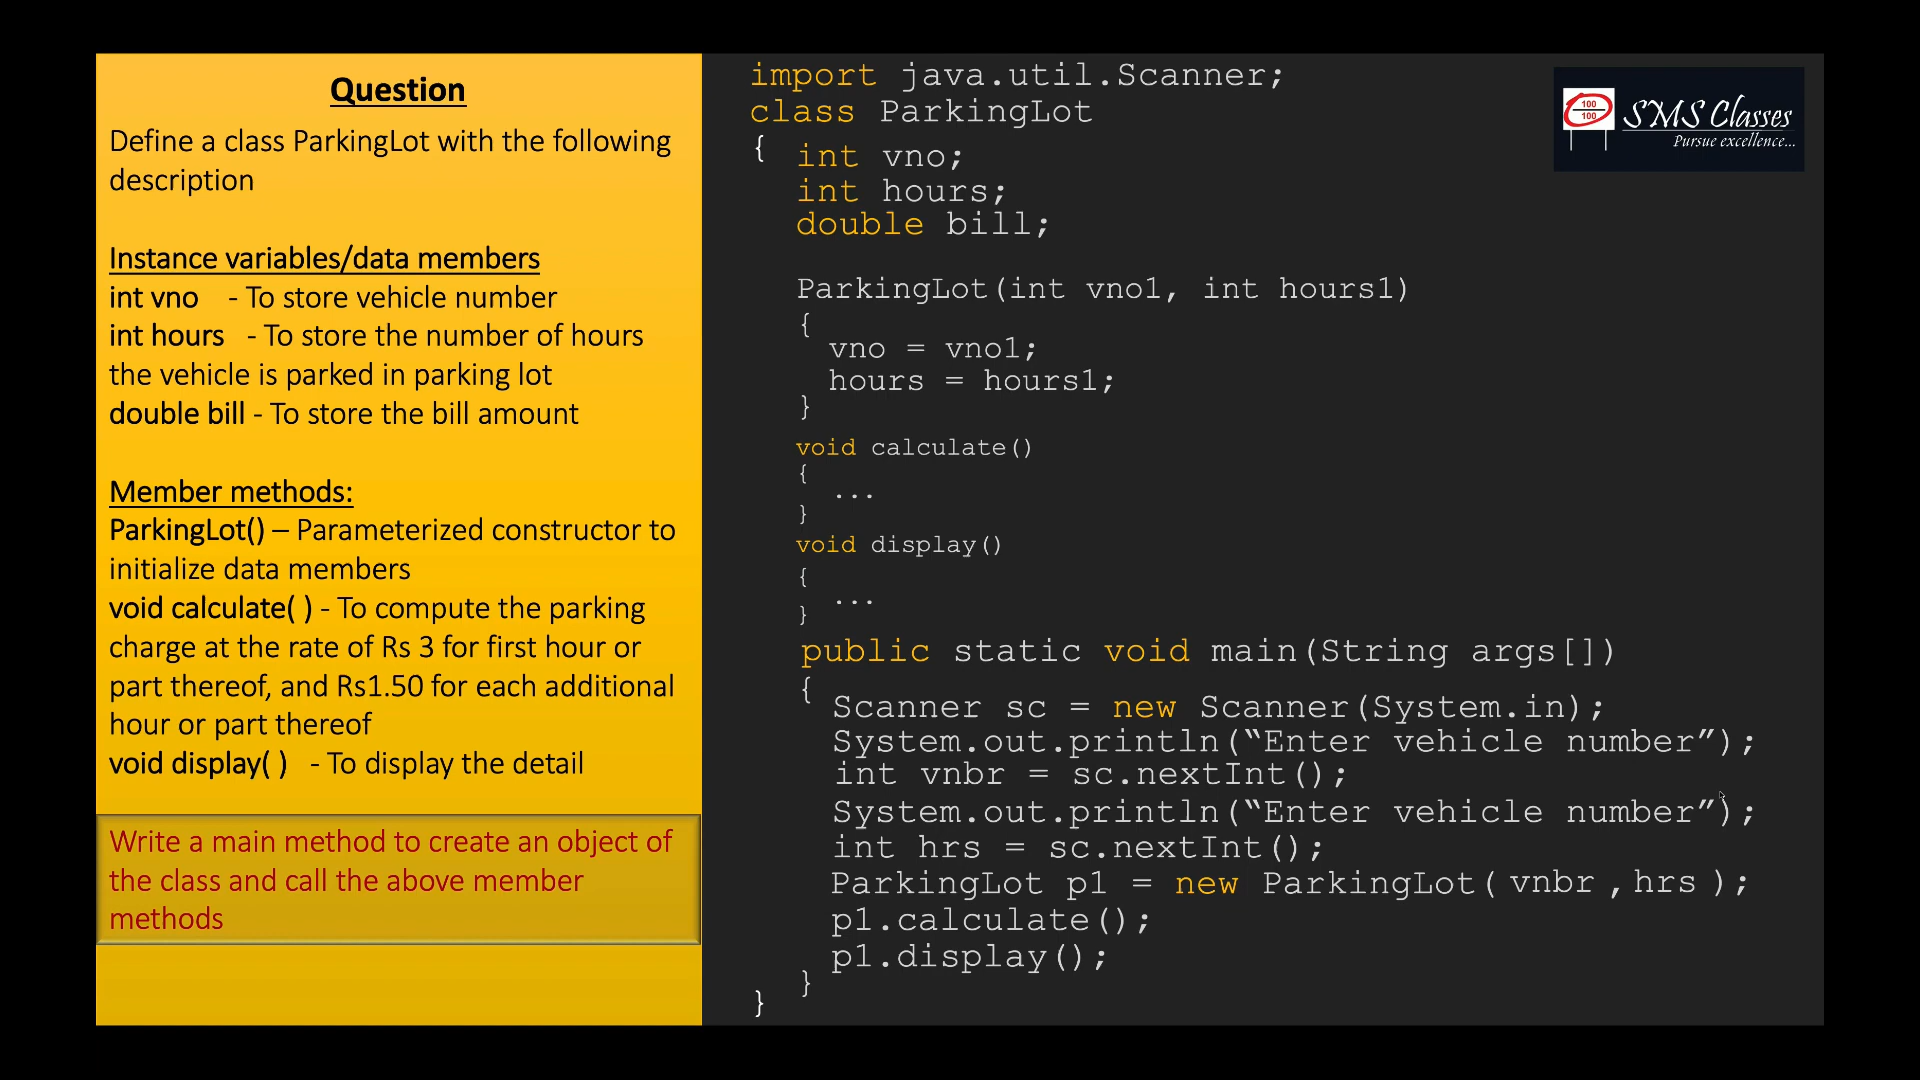 Question
Define a class ParkingLot with the following
description
Instance variables/data members
int vno - To store vehicle number
int hours - To store the number of hours
the vehicle is parked in parking lot
double bill - To store the bill amount
Member methods:
ParkingLot() – Parameterized constructor to
initialize data members
void calculate( ) - To compute the parking
charge at the rate of Rs 3 for first hour or
part thereof, and Rs1.50 for each additional
hour or part thereof
void display( ) - To display the detail
Write a main method to create an object of
the class and call the above member
methods
import java.util.Scanner;
class ParkingLot
{ int vno;
int hours;
double bill;
ParkingLot(int vno1, int hours1)
{
vno = vno1;
hours = hours1;
}
void calculate()
{
...
}
void display()
{
...
}
public static void main(String args[])
{
Scanner sc = new Scanner(System.in);
System.out.println(“Enter vehicle number”);
int vnbr = sc.nextInt();
System.out.println(“Enter vehicle number”);
int hrs = sc.nextInt();
ParkingLot p1 = new ParkingLot( vnbr , hrs );
p1.calculate();
p1.display();
}
}
100
100
SMS Classes
Pursue excellence...